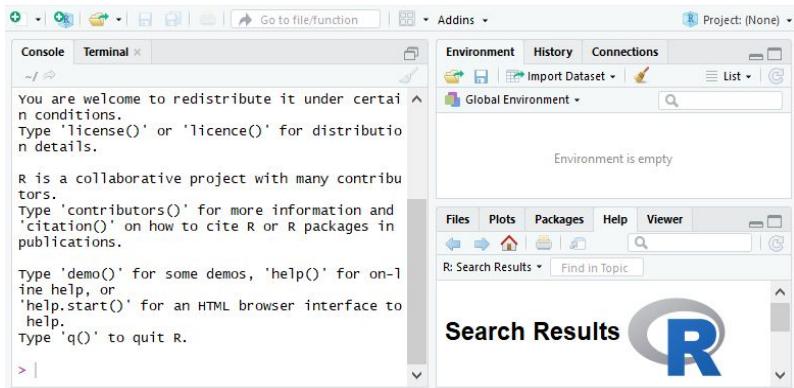 Go to file/function
Addins
Project: (None)
Console Terminal
~/
You are welcome to redistribute it under certai
n conditions.
Type 'license()' or 'licence()' for distributio
n details.
R is a collaborative project with many contribu
tors.
Type 'contributors()' for more information and
'citation()' on how to cite R or R packages in
publications.
Type 'demo()' for some demos, 'help()' for on-l
ine help, or
'help.start()' for an HTML browser interface to
 help.
Type 'q()' to quit R.
>
Environment History Connections
Import Dataset List
Global Environment
Environment is empty
Files Plots Packages Help Viewer
R: Search Results Find in Topic
Search Results R